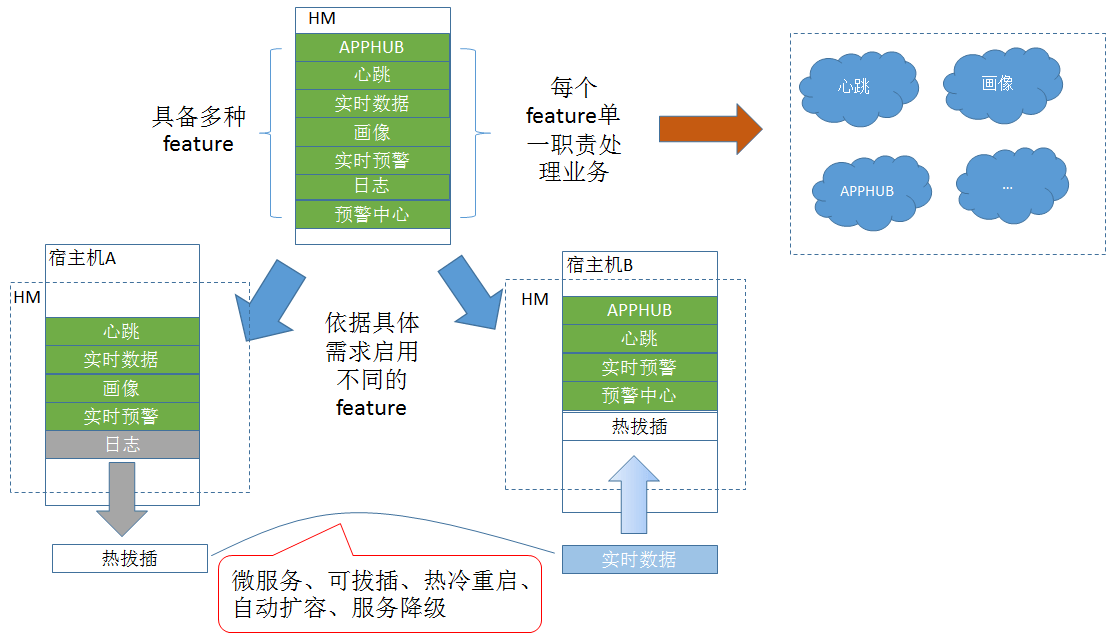 HM
APPHUB
心跳
实时数据
画像
实时预警
日志
预警中心
具备多种
feature
每个
feature单
一职责处
理业务
心跳
画像
APPHUB
...
宿主机A
HM
心跳
实时数据
画像
实时预警
日志
热拔插
依据具体
需求启用
不同的
feature
宿主机B
HM
APPHUB
心跳
实时预警
预警中心
热拔插
实时数据
微服务、可拔插、热冷重启、
自动扩容、服务降级